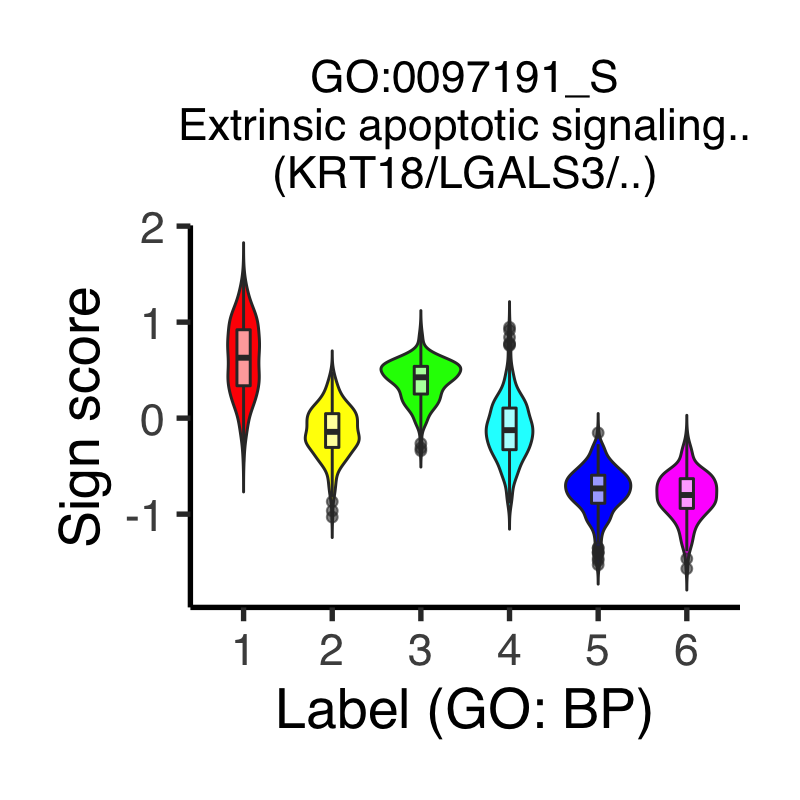 GO:0097191_S
Extrinsic apoptotic signaling..
(KRT18/LGALS3/..)
2
1
0
-1
Sign score
1 2 3 4 5 6
Label (GO: BP)